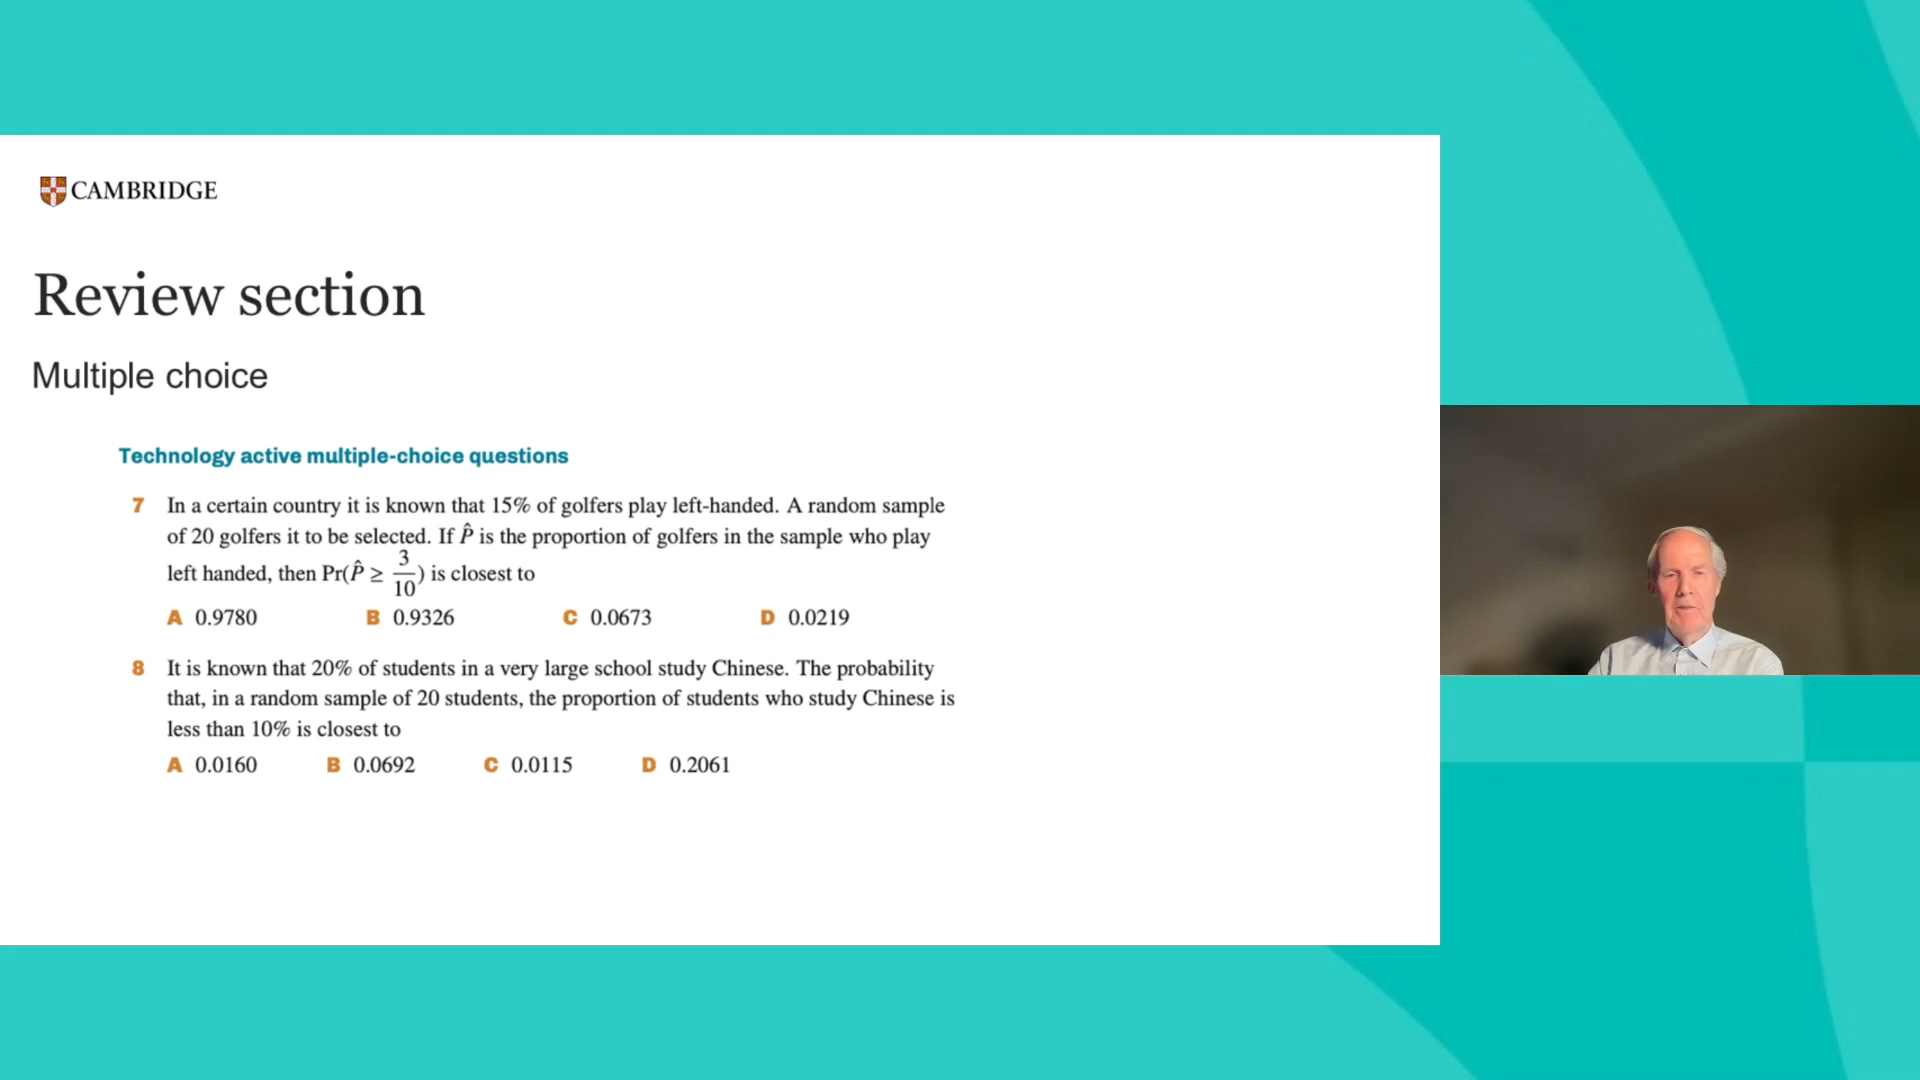 CAMBRIDGE
Review section
Multiple choice
Technology active multiple-choice questions
7 In a certain country it is known that 15% of golfers play left-handed. A random sample
of 20 golfers it to be selected. If P̂ is the proportion of golfers in the sample who play
left handed, then Pr(P̂ ≥ 3/10) is closest to
A 0.9780 B 0.9326 C 0.0673 D 0.0219
8 It is known that 20% of students in a very large school study Chinese. The probability
that, in a random sample of 20 students, the proportion of students who study Chinese is
less than 10% is closest to
A 0.0160 B 0.0692 C 0.0115 D 0.2061